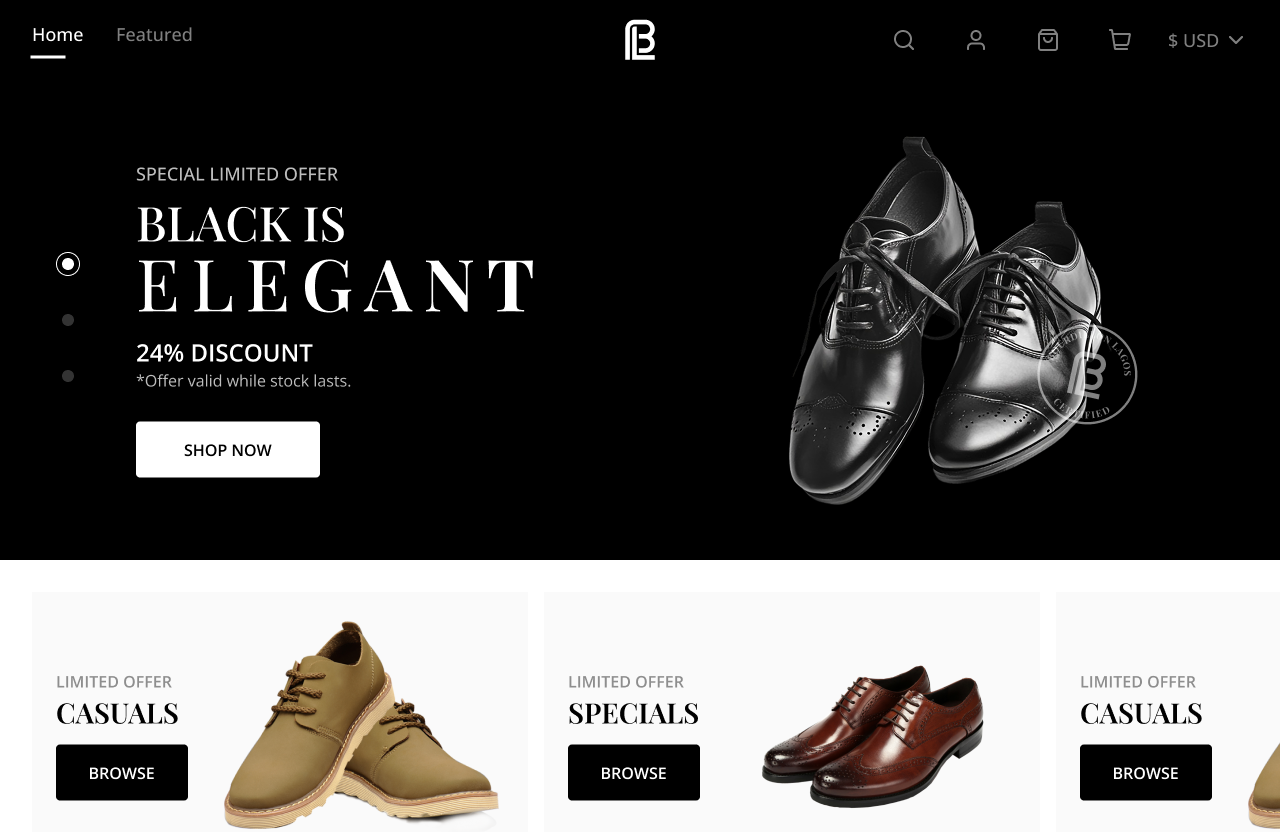 Home
Featured
$ USD
SPECIAL LIMITED OFFER
BLACK IS
ELEGANT
24% DISCOUNT
*Offer valid while stock lasts.
SHOP NOW
IN LAGOS
CERTIFIED
LIMITED OFFER
CASUALS
BROWSE
LIMITED OFFER
SPECIALS
BROWSE
LIMITED OFFER
CASUALS
BROWSE